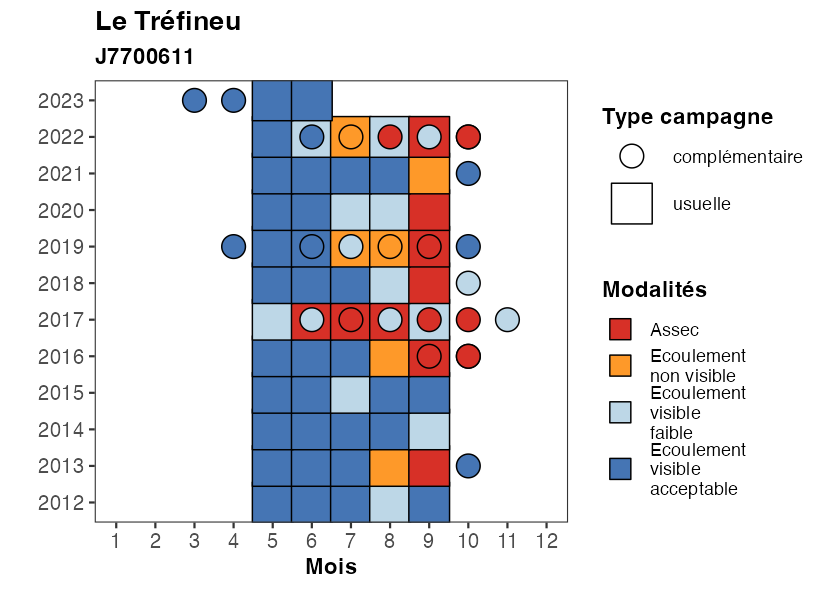 Le Tréfineu
J7700611
2023
2022
2021
2020
2019
2018
2017
2016
2015
2014
2013
2012
1 2 3 4 5 6 7 8 9 10 11 12
Mois
Type campagne
complémentaire
usuelle
Modalités
Assec
Ecoulement
non visible
Ecoulement
visible
faible
Ecoulement
visible
acceptable